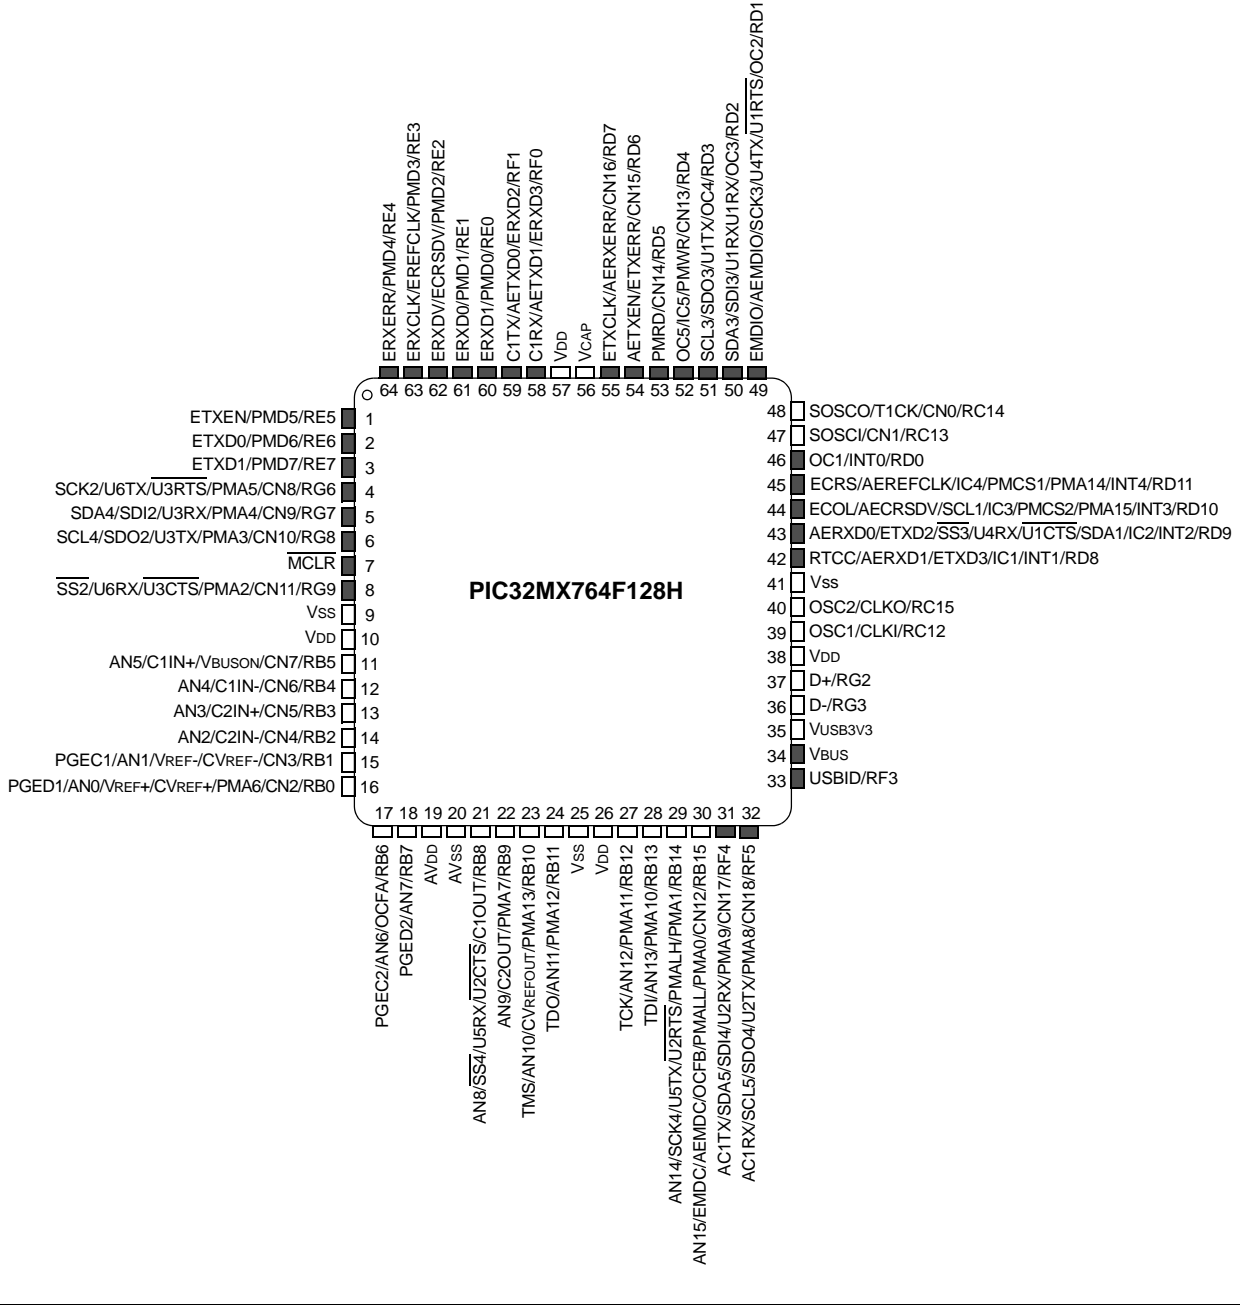 ERXERR/PMD4/RE4
ERXCLK/EREFCLK/PMD3/RE3
ERXDV/ECRSDV/PMD2/RE2
ERXD0/PMD1/RE1
ERXD1/PMD0/RE0
C1TX/AETXD0/ERXD2/RF1
C1RX/AETXD1/ERXD3/RF0
VDD
VCAP
ETXCLK/AERXERR/CN16/RD7
AETXEN/ETXERR/CN15/RD6
PMRD/CN14/RD5
OC5/IC5/PMWR/CN13/RD4
SCL3/SDO3/U1TX/OC4/RD3
SDA3/SDI3/U1RXU1RX/OC3/RD2
EMDIO/AEMDIO/SCK3/U4TX/U1RTS/OC2/RD1
64 63 62 61 60 59 58 57 56 55 54 53 52 51 50 49
ETXEN/PMD5/RE5 1
ETXD0/PMD6/RE6 2
ETXD1/PMD7/RE7 3
SCK2/U6TX/U3RTS/PMA5/CN8/RG6 4
SDA4/SDI2/U3RX/PMA4/CN9/RG7 5
SCL4/SDO2/U3TX/PMA3/CN10/RG8 6
MCLR 7
SS2/U6RX/U3CTS/PMA2/CN11/RG9 8
VSS 9
VDD 10
AN5/C1IN+/VBUSON/CN7/RB5 11
AN4/C1IN-/CN6/RB4 12
AN3/C2IN+/CN5/RB3 13
AN2/C2IN-/CN4/RB2 14
PGEC1/AN1/VREF-/CVREF-/CN3/RB1 15
PGED1/AN0/VREF+/CVREF+/PMA6/CN2/RB0 16
PIC32MX764F128H
48 SOSCO/T1CK/CN0/RC14
47 SOSCI/CN1/RC13
46 OC1/INT0/RD0
45 ECRS/AEREFCLK/IC4/PMCS1/PMA14/INT4/RD11
44 ECOL/AECRSDV/SCL1/IC3/PMCS2/PMA15/INT3/RD10
43 AERXD0/ETXD2/SS3/U4RX/U1CTS/SDA1/IC2/INT2/RD9
42 RTCC/AERXD1/ETXD3/IC1/INT1/RD8
41 VSS
40 OSC2/CLKO/RC15
39 OSC1/CLKI/RC12
38 VDD
37 D+/RG2
36 D-/RG3
35 VUSB3V3
34 VBUS
33 USBID/RF3
17 18 19 20 21 22 23 24 25 26 27 28 29 30 31 32
PGEC2/AN6/OCFA/RB6
PGED2/AN7/RB7
AVDD
AVSS
AN8/SS4/U5RX/U2CTS/C1OUT/RB8
AN9/C2OUT/PMA7/RB9
TMS/AN10/CVREFOUT/PMA13/RB10
TDO/AN11/PMA12/RB11
VSS
VDD
TCK/AN12/PMA11/RB12
TDI/AN13/PMA10/RB13
AN14/SCK4/U5TX/U2RTS/PMALH/PMA1/RB14
AN15/EMDC/AEMDC/OCFB/PMALL/PMA0/CN12/RB15
AC1TX/SDA5/SDI4/U2RX/PMA9/CN17/RF4
AC1RX/SCL5/SDO4/U2TX/PMA8/CN18/RF5